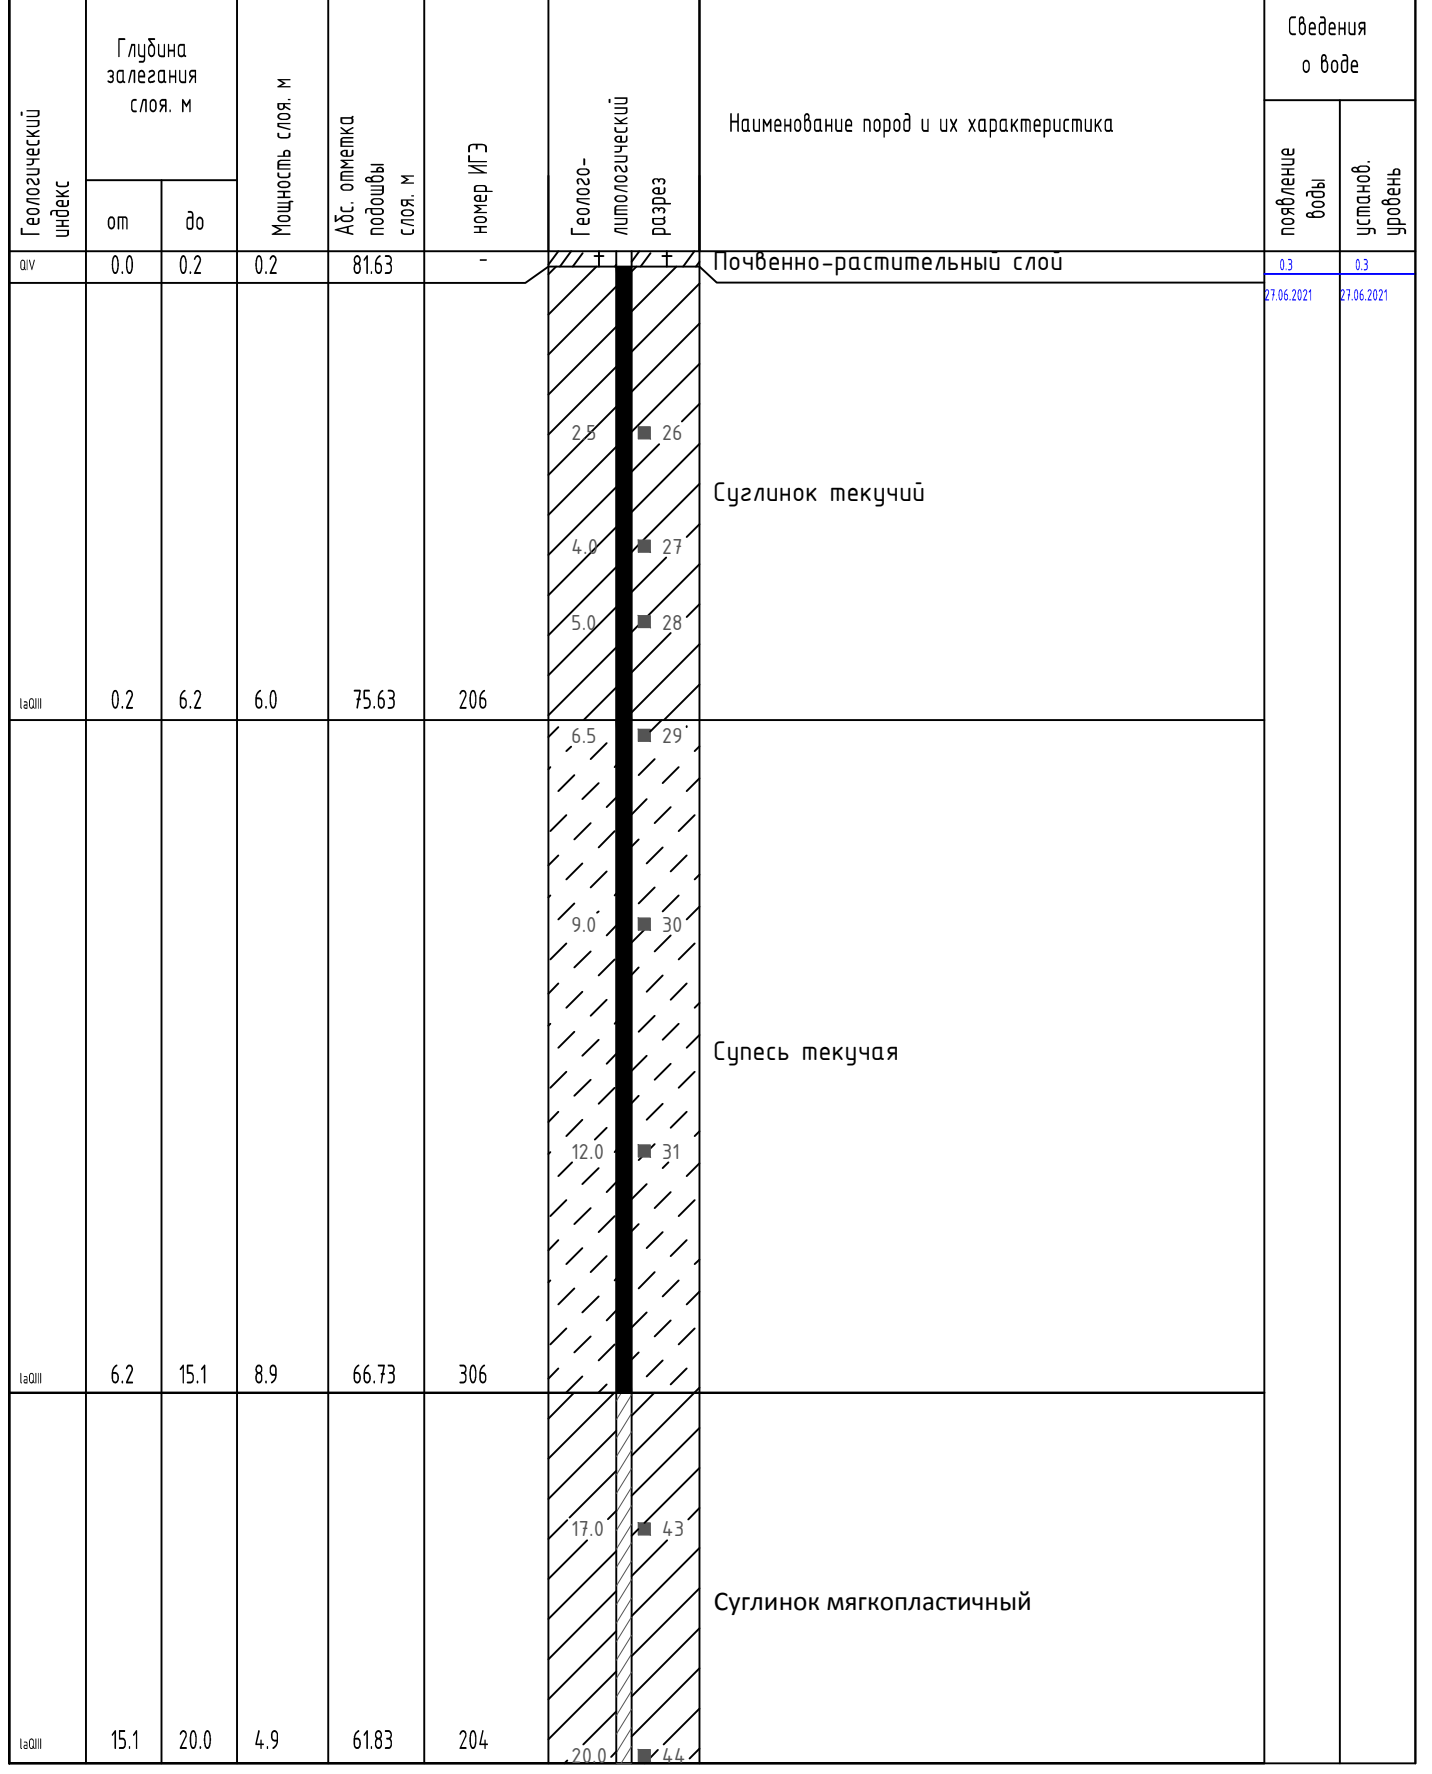 Геологический
индекс
Глубина
залегания
слоя. м
от
до
Мощность слоя. м
Абс. отметка
подошвы
слоя. м
номер ИГЭ
Геолого-
литологический
разрез
Наименование пород и их характеристика
Сведения
о воде
появление
воды
установ.
уровень
QIV 0.0 0.2 0.2 81.63 - Почвенно-растительный слой 0.3 0.3
27.06.2021 27.06.2021
2.5 26
Суглинок текучий
4.0 27
5.0 28
laQIII 0.2 6.2 6.0 75.63 206
6.5 29
9.0 30
Супесь текучая
12.0 31
laQIII 6.2 15.1 8.9 66.73 306
17.0 43
Суглинок мягкопластичный
laQIII 15.1 20.0 4.9 61.83 204
20.0 44